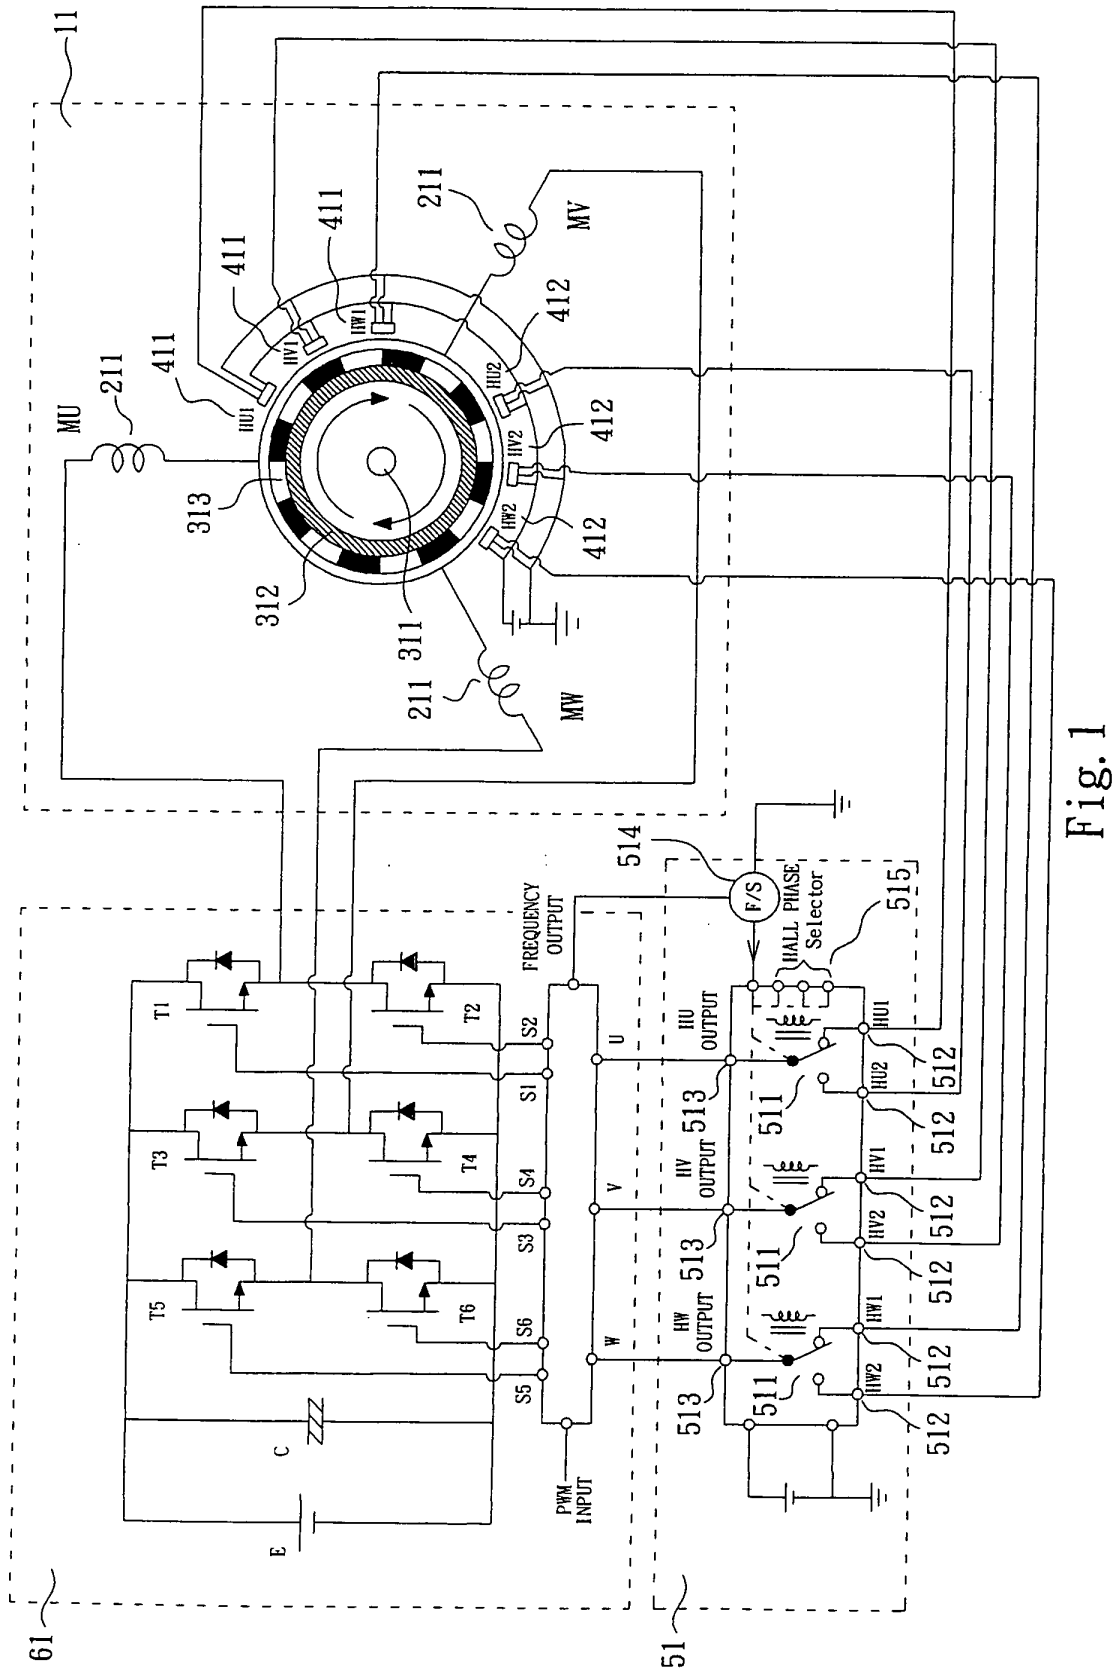 61
E
C
T5
T6
T3
T4
T1
T2
S5
S6
S3
S4
S1
S2
PWM
INPUT
FREQUENCY
OUTPUT
W
V
U
11
MU
211
411
HU1
411
HV1
411
HW1
211
MV
313
312
311
HU2
412
HV2
412
HW2
412
211
MW
51
514
F/S
HALL PHASE
Selector
515
HW
OUTPUT
HV
OUTPUT
HU
OUTPUT
513
513
513
511
511
511
HW2
HW1
HV2
HV1
HU2
HU1
512
512
512
512
512
512
Fig. 1